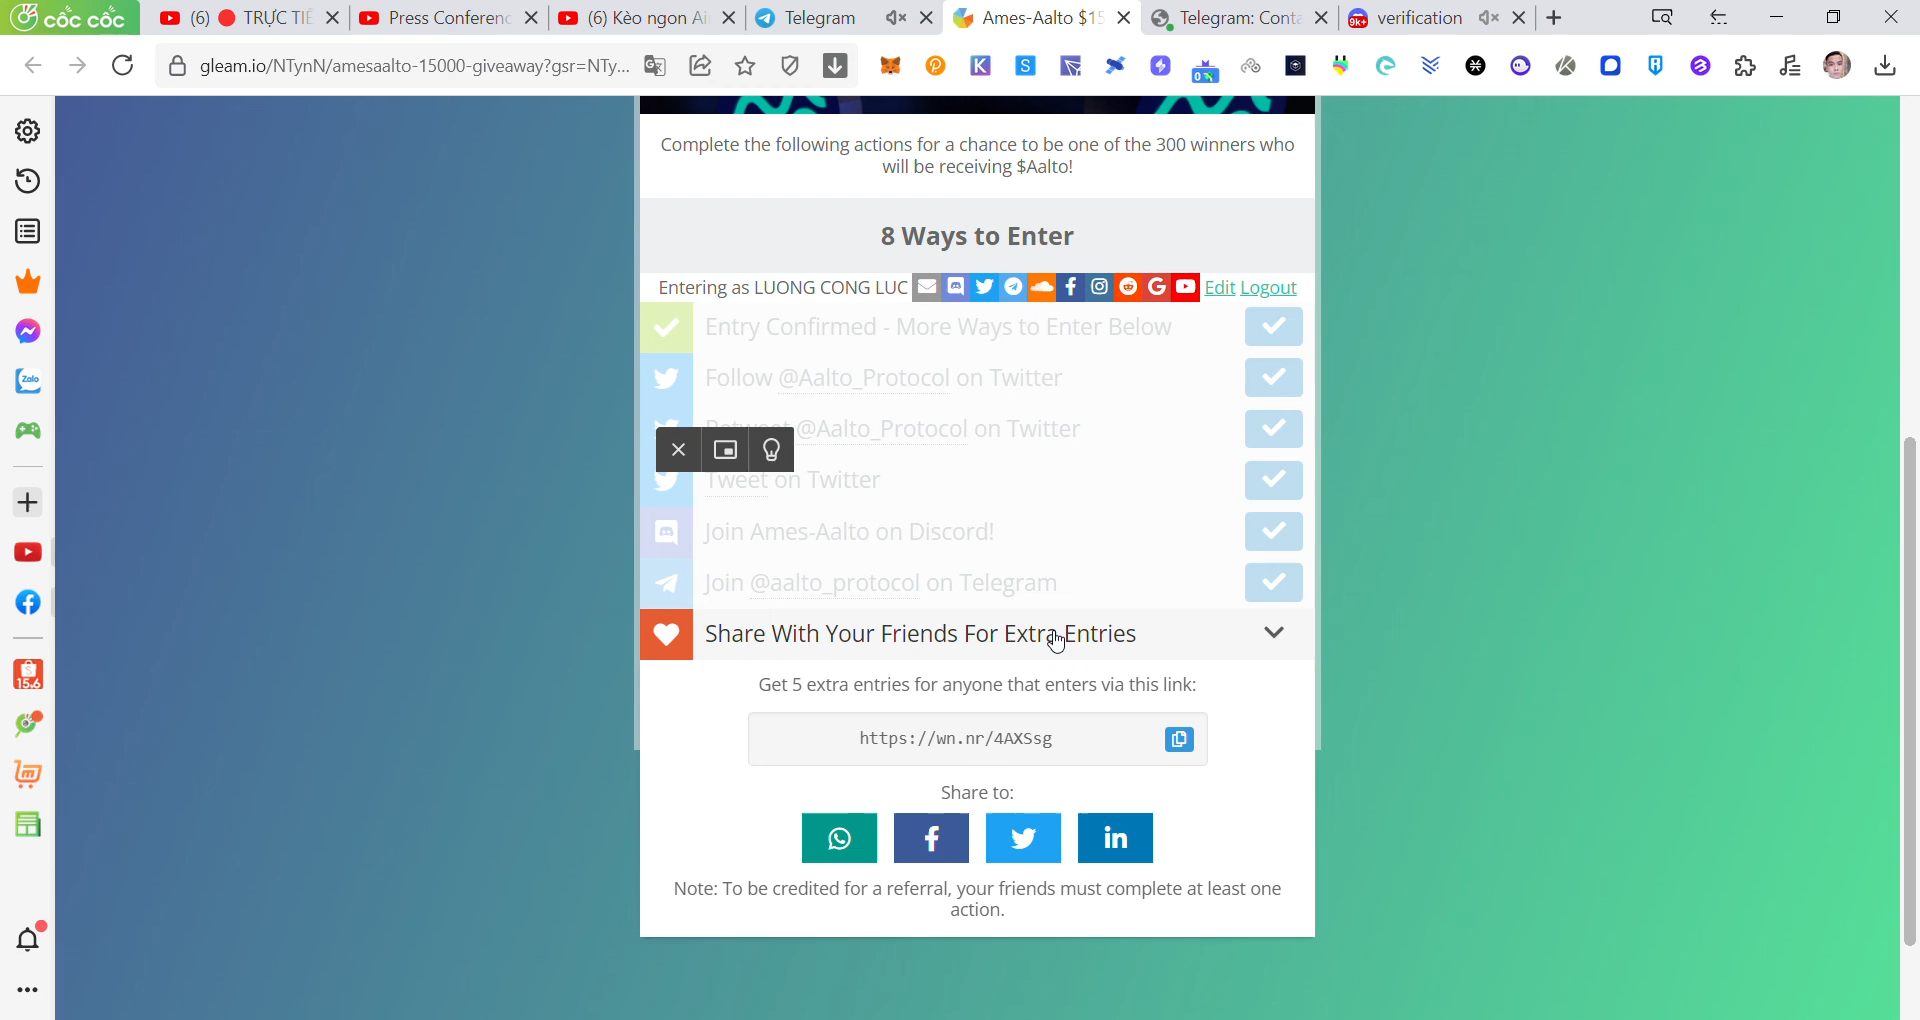 cốc cốc
(6) TRỰC TIẾ
Press Conferenc
(6) Kèo ngon Ai
Telegram
Ames-Aalto $15
Telegram: Conta
9k+ verification
gleam.io/NTynN/amesaalto-15000-giveaway?gsr=NTy...
Complete the following actions for a chance to be one of the 300 winners who
will be receiving $Aalto!
8 Ways to Enter
Entering as LUONG CONG LUC Edit Logout
Entry Confirmed - More Ways to Enter Below
Follow @Aalto_Protocol on Twitter
Retweet @Aalto_Protocol on Twitter
Tweet on Twitter
Join Ames-Aalto on Discord!
Join @aalto_protocol on Telegram
Share With Your Friends For Extra Entries
Get 5 extra entries for anyone that enters via this link:
https://wn.nr/4AXSsg
Share to:
Note: To be credited for a referral, your friends must complete at least one
action.
Zalo
15.6